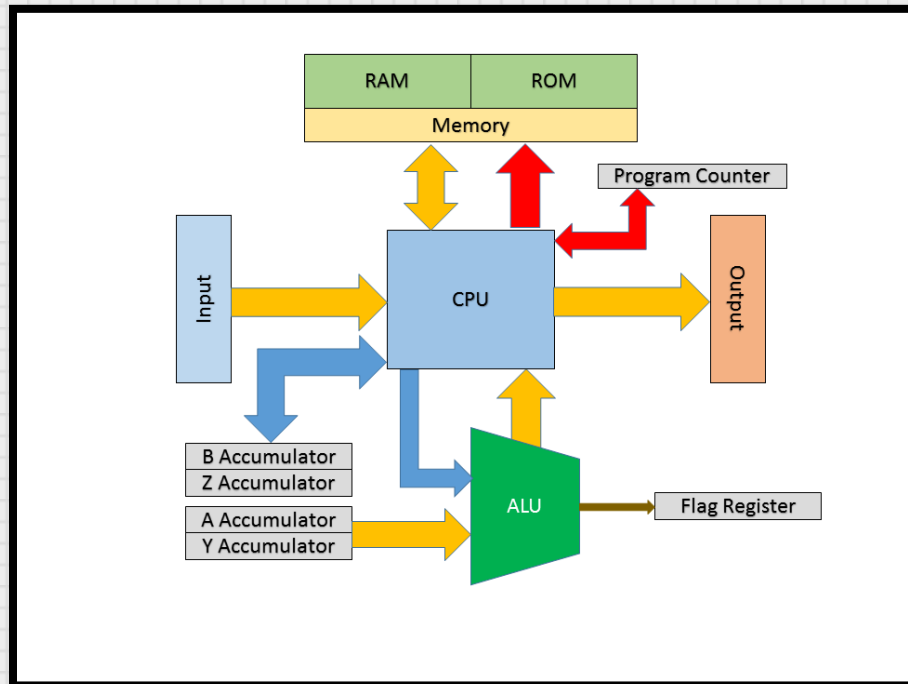 RAM
ROM
Memory
Program Counter
Input
CPU
Output
B Accumulator
Z Accumulator
A Accumulator
Y Accumulator
ALU
Flag Register